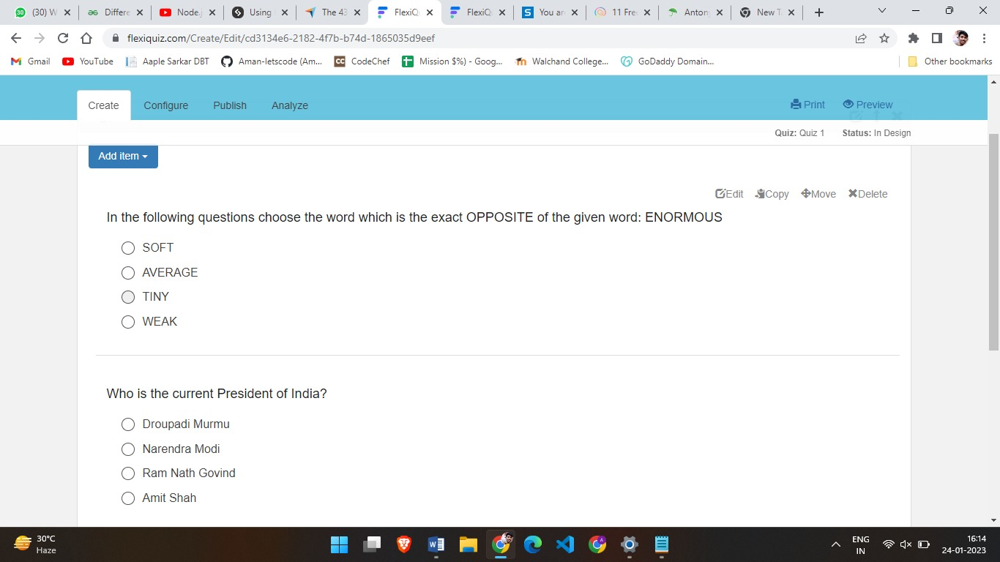 (30) W
Differe
Node.j
Using
The 43
FlexiQ
FlexiQ
You an
11 Fre
Antony
New T
flexiquiz.com/Create/Edit/cd3134e6-2182-4f7b-b74d-1865035d9eef
Gmail YouTube Aaple Sarkar DBT Aman-letscode (Am... CodeChef Mission $%) - Goog... Walchand College... GoDaddy Domain... Other bookmarks
Create Configure Publish Analyze Print Preview
Quiz: Quiz 1 Status: In Design
Add item
Edit Copy Move Delete
In the following questions choose the word which is the exact OPPOSITE of the given word: ENORMOUS
SOFT
AVERAGE
TINY
WEAK
Who is the current President of India?
Droupadi Murmu
Narendra Modi
Ram Nath Govind
Amit Shah
30°C
Haze
ENG
IN
16:14
24-01-2023